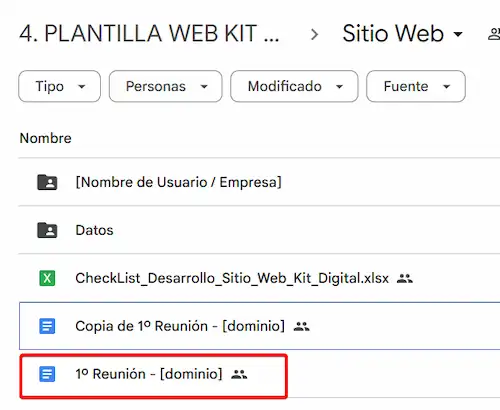 4. PLANTILLA WEB KIT ... > Sitio Web
Tipo Personas Modificado Fuente
Nombre
[Nombre de Usuario / Empresa]
Datos
CheckList_Desarrollo_Sitio_Web_Kit_Digital.xlsx
Copia de 1º Reunión - [dominio]
1º Reunión - [dominio]